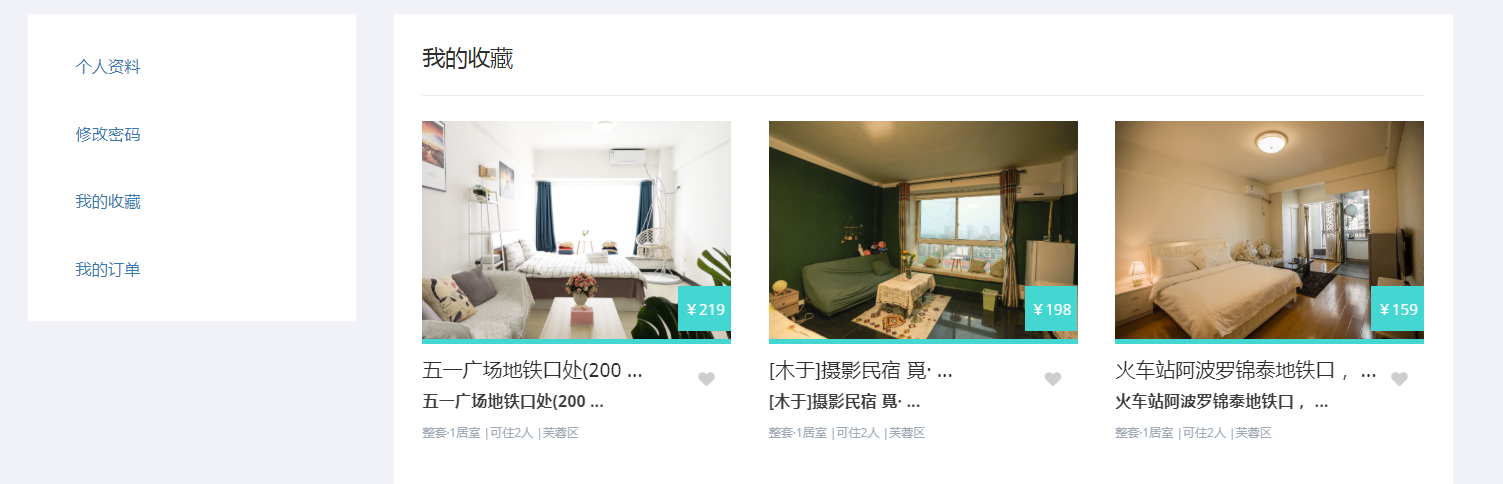 个人资料
修改密码
我的收藏
我的订单
我的收藏
￥219
￥198
￥159
五一广场地铁口处(200 ...
五一广场地铁口处(200 ...
整套·1居室 |可住2人 |芙蓉区
[木于]摄影民宿 覓· ...
[木于]摄影民宿 覓· ...
整套·1居室 |可住2人 |芙蓉区
火车站阿波罗锦泰地铁口， ...
火车站阿波罗锦泰地铁口， ...
整套·1居室 |可住2人 |芙蓉区